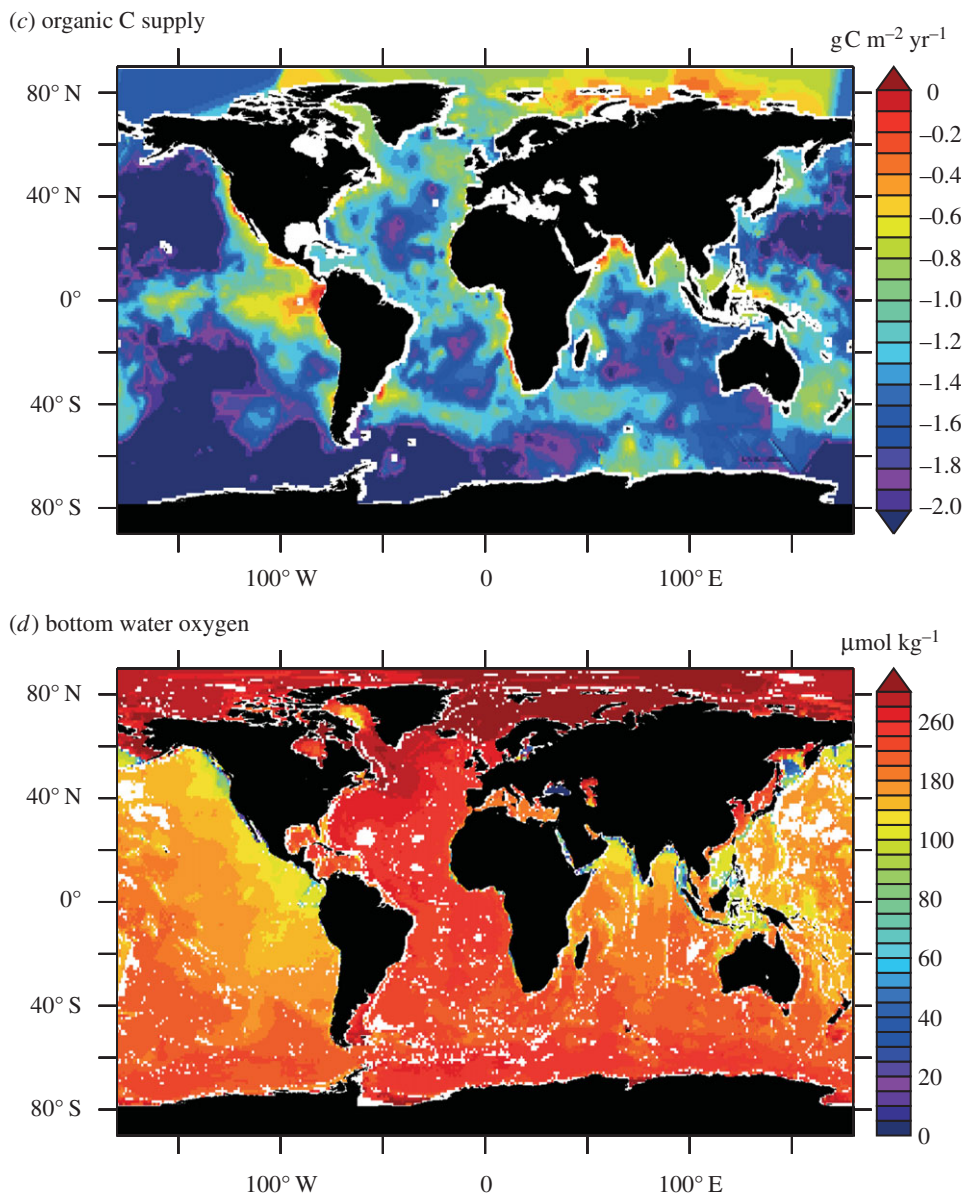 (c) organic C supply
gC m⁻² yr⁻¹
80° N
40° N
0°
40° S
80° S
100° W 0 100° E
0
–0.2
–0.4
–0.6
–0.8
–1.0
–1.2
–1.4
–1.6
–1.8
–2.0
(d) bottom water oxygen
µmol kg⁻¹
80° N
40° N
0°
40° S
80° S
100° W 0 100° E
260
180
100
80
60
40
20
0